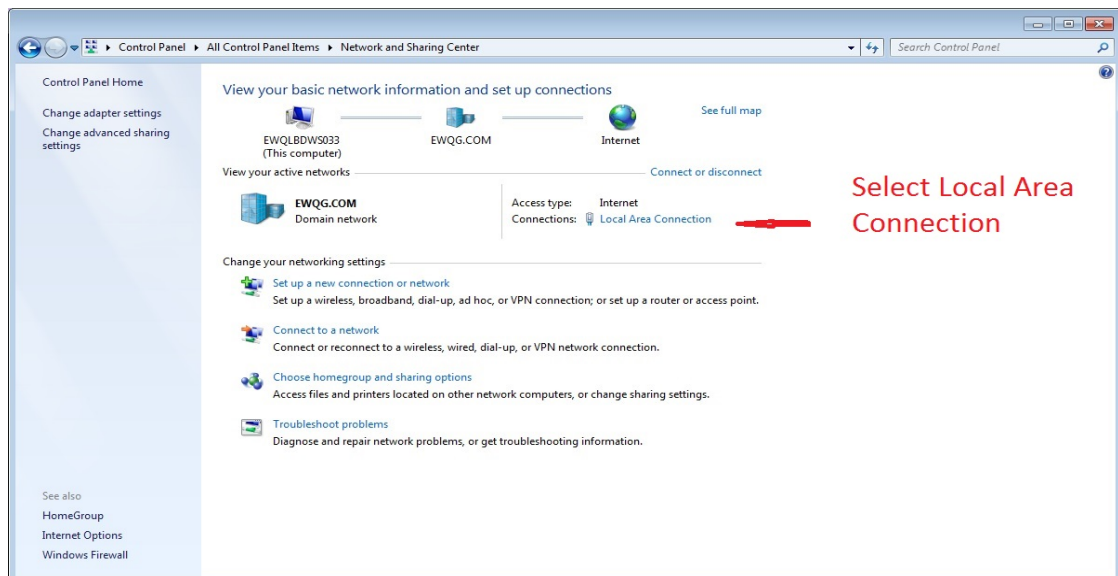 Control Panel ▸ All Control Panel Items ▸ Network and Sharing Center
Search Control Panel
Control Panel Home
Change adapter settings
Change advanced sharing
settings
View your basic network information and set up connections
See full map
EWQLBDWS033
(This computer)
EWQG.COM
Internet
View your active networks
Connect or disconnect
EWQG.COM
Domain network
Access type: Internet
Connections: Local Area Connection
Select Local Area
Connection
Change your networking settings
Set up a new connection or network
Set up a wireless, broadband, dial-up, ad hoc, or VPN connection; or set up a router or access point.
Connect to a network
Connect or reconnect to a wireless, wired, dial-up, or VPN network connection.
Choose homegroup and sharing options
Access files and printers located on other network computers, or change sharing settings.
Troubleshoot problems
Diagnose and repair network problems, or get troubleshooting information.
See also
HomeGroup
Internet Options
Windows Firewall